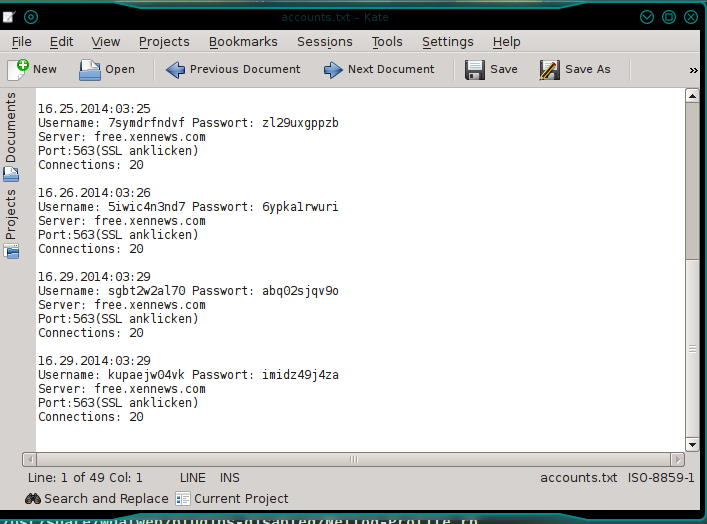 accounts.txt – Kate
File Edit View Projects Bookmarks Sessions Tools Settings Help
New Open Previous Document Next Document Save Save As »
Documents
Projects
16.25.2014:03:25
Username: 7symdrfndvf Passwort: zl29uxgppzb
Server: free.xennews.com
Port:563(SSL anklicken)
Connections: 20
16.26.2014:03:26
Username: 5iwic4n3nd7 Passwort: 6ypka1rwuri
Server: free.xennews.com
Port:563(SSL anklicken)
Connections: 20
16.29.2014:03:29
Username: sgbt2w2al70 Passwort: abq02sjqv9o
Server: free.xennews.com
Port:563(SSL anklicken)
Connections: 20
16.29.2014:03:29
Username: kupaejw04vk Passwort: imidz49j4za
Server: free.xennews.com
Port:563(SSL anklicken)
Connections: 20
Line: 1 of 49 Col: 1 LINE INS accounts.txt ISO-8859-1
Search and Replace Current Project